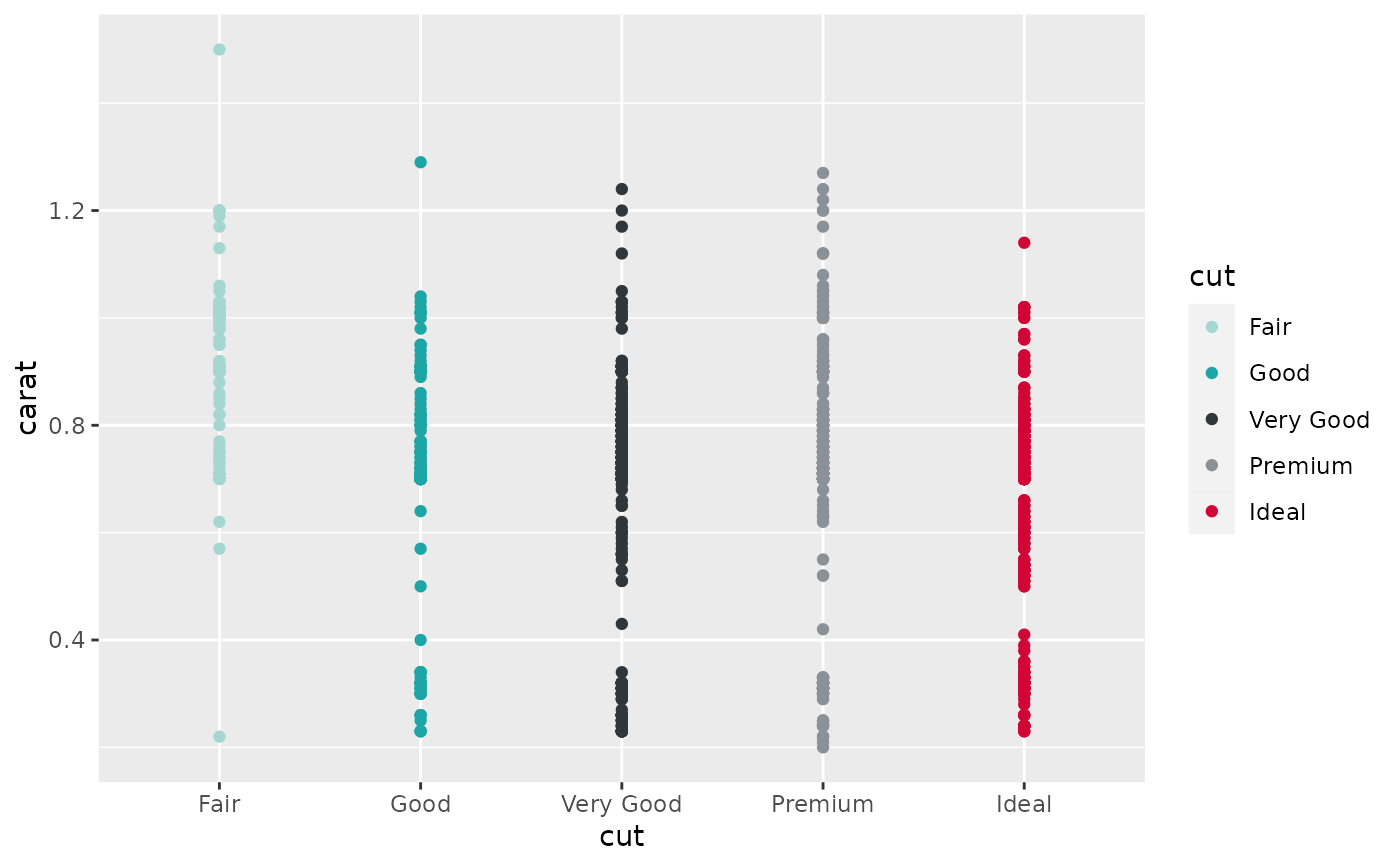 1.2
0.8
0.4
carat
Fair
Good
Very Good
Premium
Ideal
cut
cut
Fair
Good
Very Good
Premium
Ideal